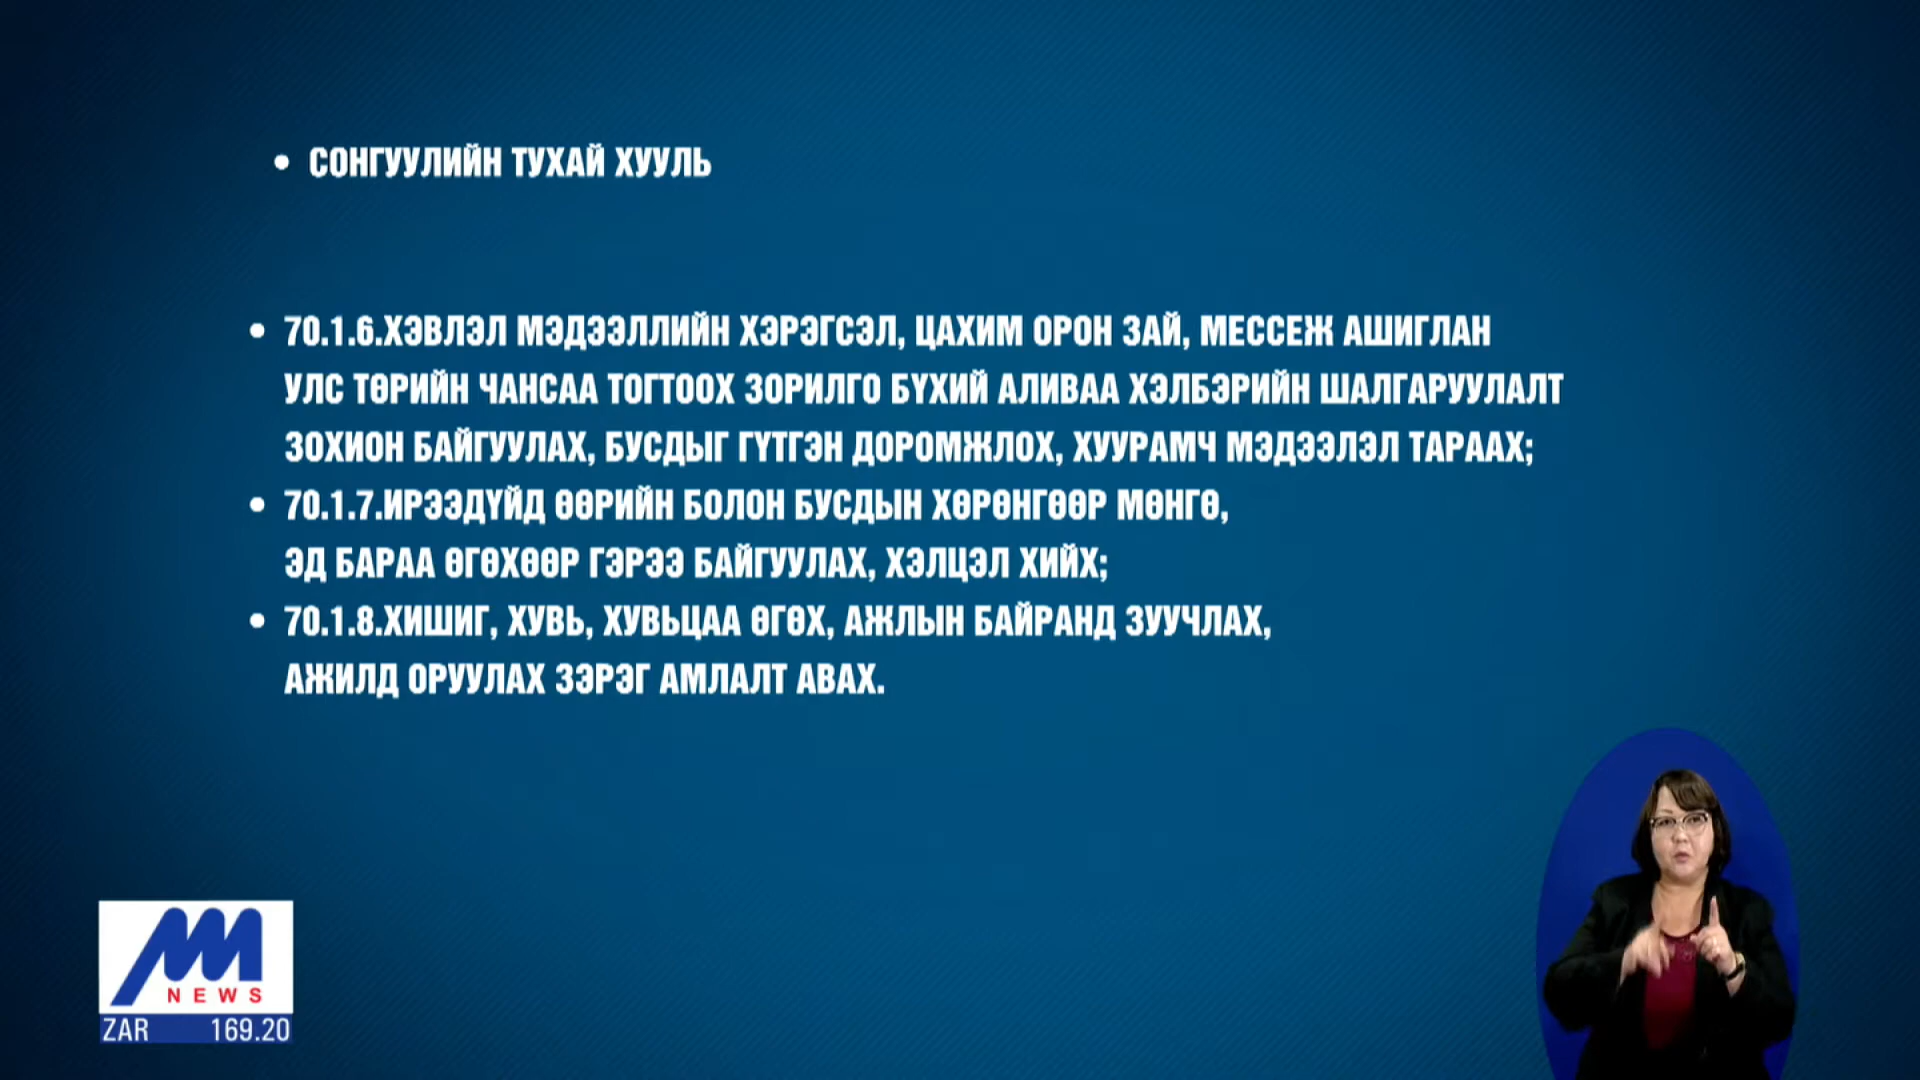 • СОНГУУЛИЙН ТУХАЙ ХУУЛЬ
• 70.1.6.ХЭВЛЭЛ МЭДЭЭЛЛИЙН ХЭРЭГСЭЛ, ЦАХИМ ОРОН ЗАЙ, МЕССЕЖ АШИГЛАН
УЛС ТӨРИЙН ЧАНСАА ТОГТООХ ЗОРИЛГО БҮХИЙ АЛИВАА ХЭЛБЭРИЙН ШАЛГАРУУЛАЛТ
ЗОХИОН БАЙГУУЛАХ, БУСДЫГ ГҮТГЭН ДОРОМЖЛОХ, ХУУРАМЧ МЭДЭЭЛЭЛ ТАРААХ;
• 70.1.7.ИРЭЭДҮЙД ӨӨРИЙН БОЛОН БУСДЫН ХӨРӨНГӨӨР МӨНГӨ,
ЭД БАРАА ӨГӨХӨӨР ГЭРЭЭ БАЙГУУЛАХ, ХЭЛЦЭЛ ХИЙХ;
• 70.1.8.ХИШИГ, ХУВЬ, ХУВЬЦАА ӨГӨХ, АЖЛЫН БАЙРАНД ЗУУЧЛАХ,
АЖИЛД ОРУУЛАХ ЗЭРЭГ АМЛАЛТ АВАХ.
NEWS
ZAR 169.20